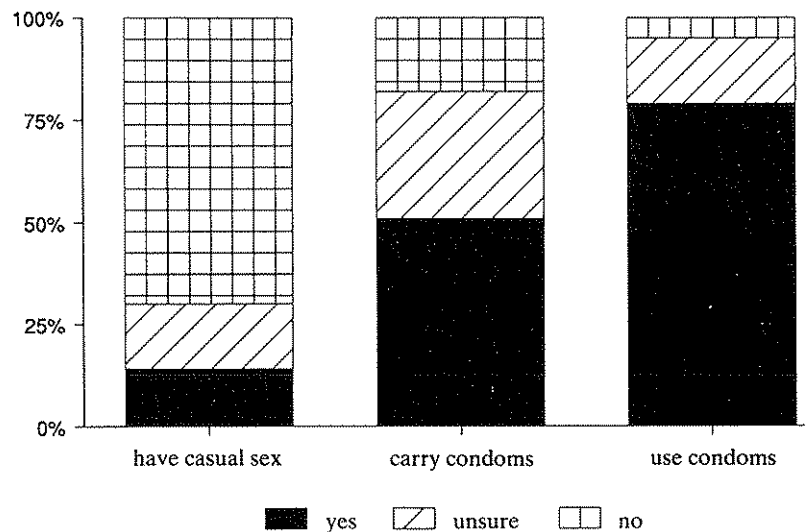 100%
75%
50%
25%
0%
have casual sex carry condoms use condoms
yes unsure no